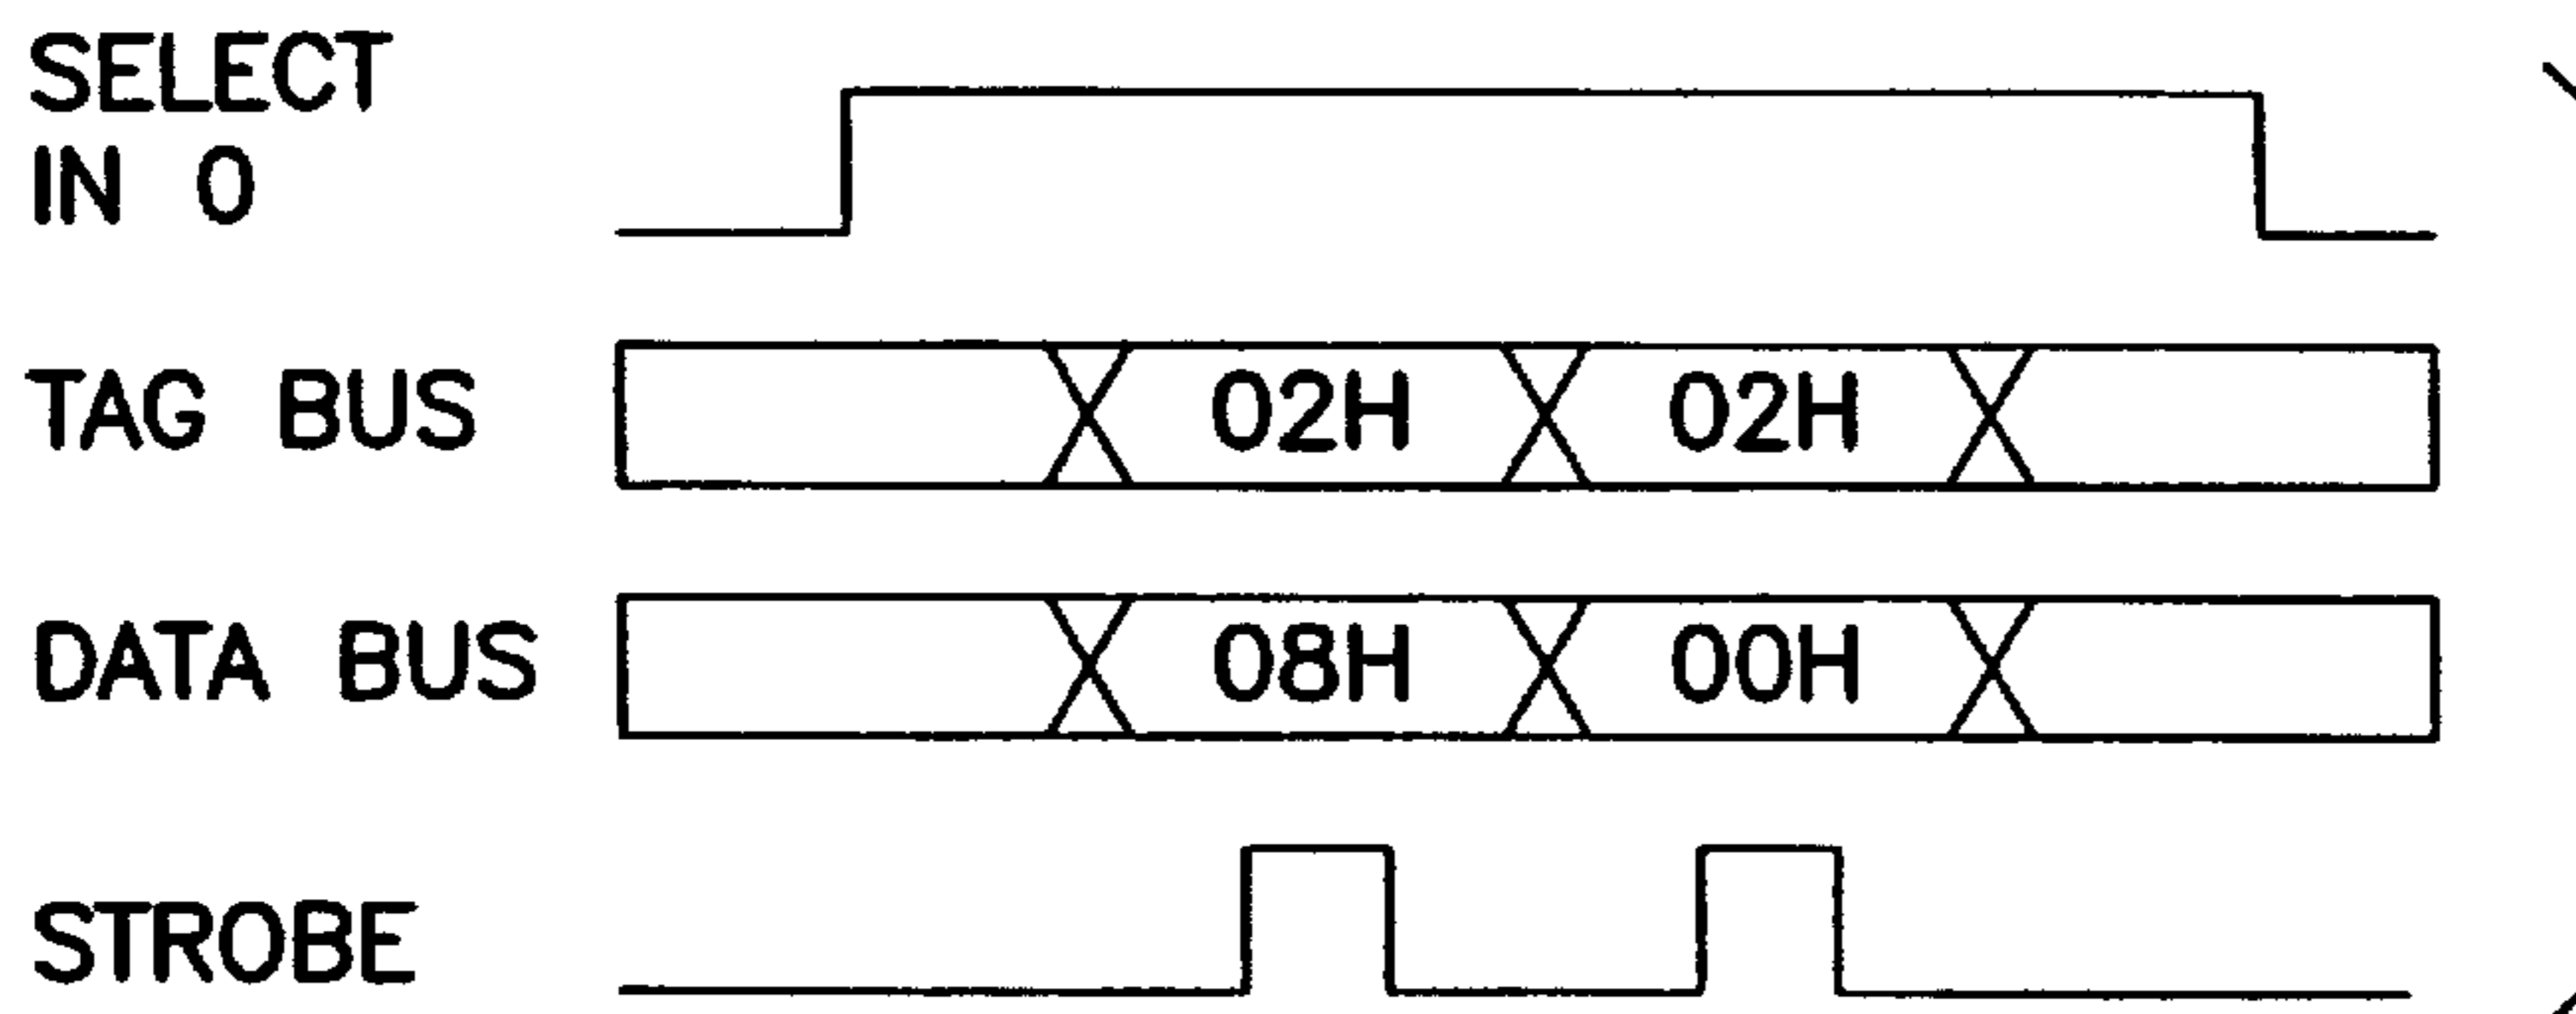 SELECT
IN 0
TAG BUS 02H 02H
DATA BUS 08H 00H
STROBE